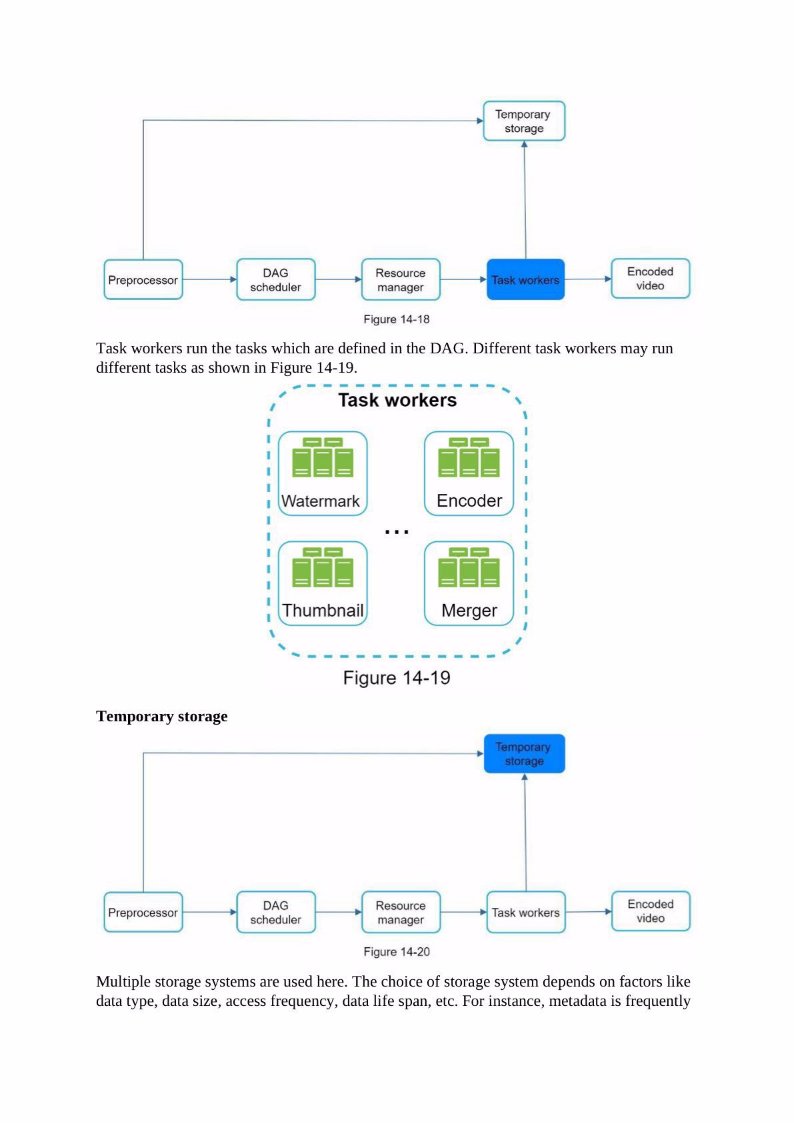 Temporary
storage
Preprocessor
DAG
scheduler
Resource
manager
Task workers
Encoded
video
Figure 14-18
Task workers run the tasks which are defined in the DAG. Different task workers may run
different tasks as shown in Figure 14-19.
Task workers
Watermark
Encoder
...
Thumbnail
Merger
Figure 14-19
Temporary storage
Temporary
storage
Preprocessor
DAG
scheduler
Resource
manager
Task workers
Encoded
video
Figure 14-20
Multiple storage systems are used here. The choice of storage system depends on factors like
data type, data size, access frequency, data life span, etc. For instance, metadata is frequently